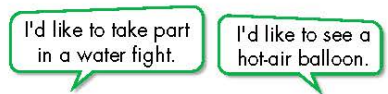 I'd like to take part
in a water fight.
I'd like to see a
hot-air balloon.